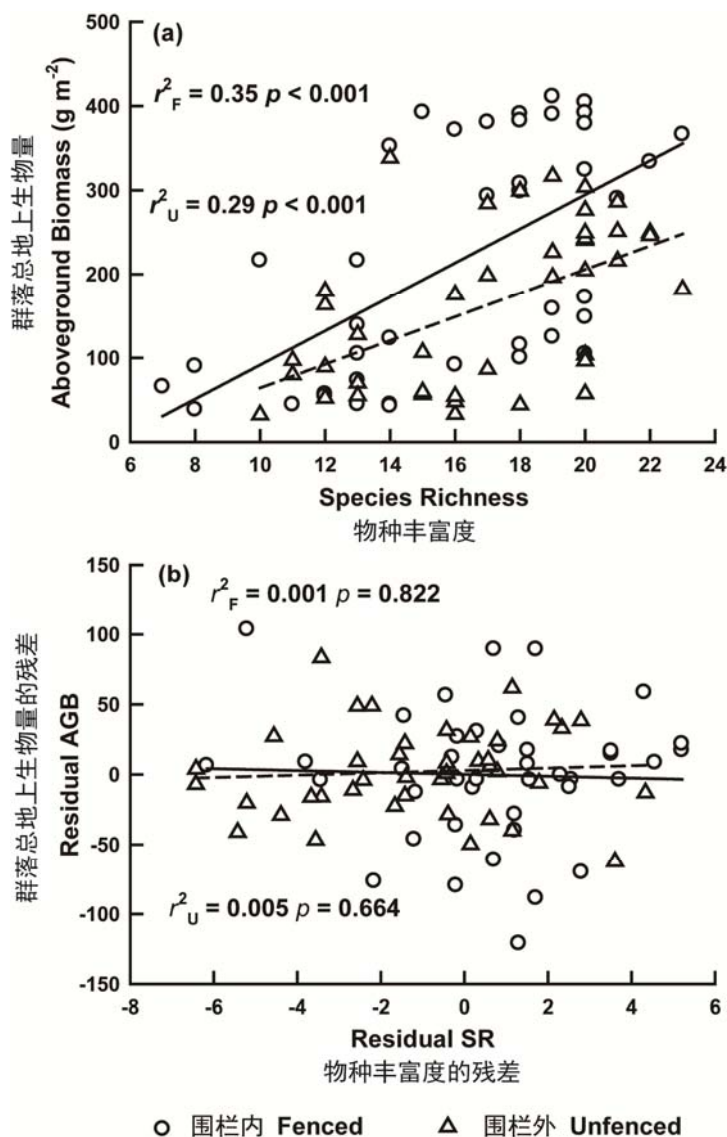 (a)
r²F = 0.35 p < 0.001
r²U = 0.29 p < 0.001
群落总地上生物量
Aboveground Biomass (g m⁻²)
500
400
300
200
100
0
6 8 10 12 14 16 18 20 22 24
Species Richness
物种丰富度
(b)
r²F = 0.001 p = 0.822
r²U = 0.005 p = 0.664
群落总地上生物量的残差
Residual AGB
150
100
50
0
-50
-100
-150
-8 -6 -4 -2 0 2 4 6
Residual SR
物种丰富度的残差
围栏内 Fenced 围栏外 Unfenced